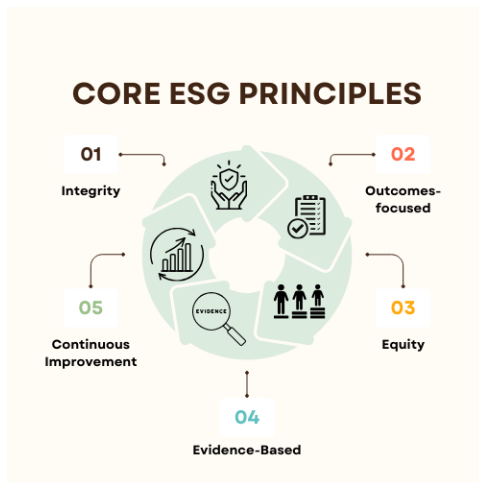 CORE ESG PRINCIPLES
01
Integrity
02
Outcomes-
focused
03
Equity
04
Evidence-Based
05
Continuous
Improvement
EVIDENCE